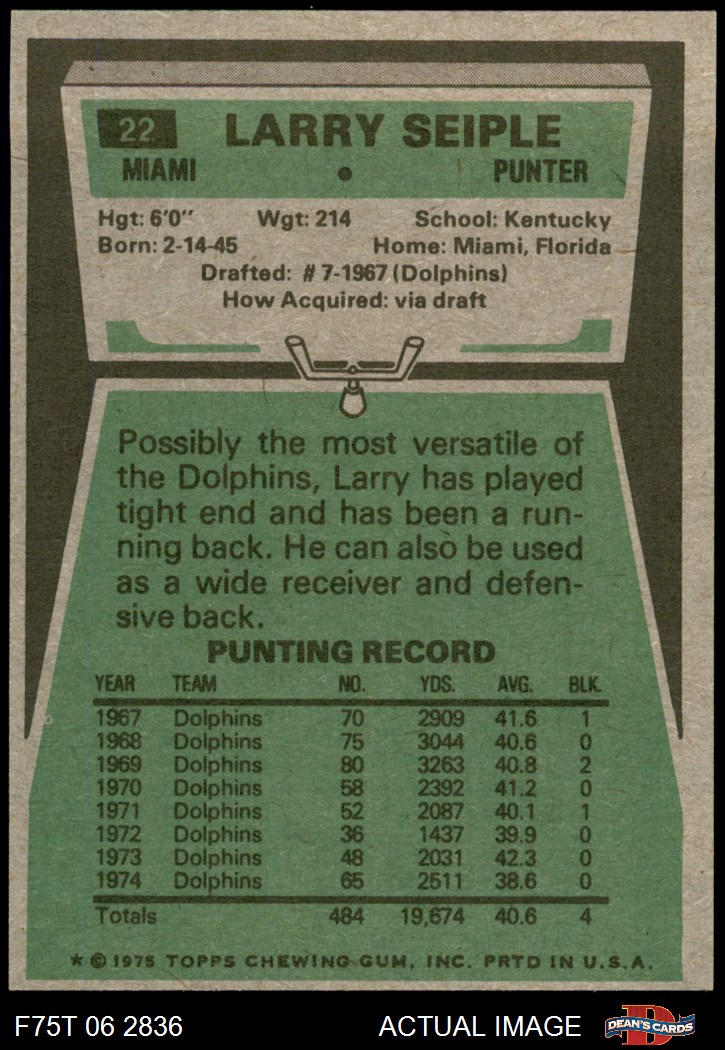 22 LARRY SEIPLE
MIAMI • PUNTER
Hgt: 6'0" Wgt: 214 School: Kentucky
Born: 2-14-45 Home: Miami, Florida
Drafted: #7-1967 (Dolphins)
How Acquired: via draft
Possibly the most versatile of
the Dolphins, Larry has played
tight end and has been a run-
ning back. He can also be used
as a wide receiver and defen-
sive back.
PUNTING RECORD
YEAR TEAM NO. YDS. AVG. BLK.
1967 Dolphins 70 2909 41.6 1
1968 Dolphins 75 3044 40.6 0
1969 Dolphins 80 3263 40.8 2
1970 Dolphins 58 2392 41.2 0
1971 Dolphins 52 2087 40.1 1
1972 Dolphins 36 1437 39.9 0
1973 Dolphins 48 2031 42.3 0
1974 Dolphins 65 2511 38.6 0
Totals 484 19,674 40.6 4
* © 1975 TOPPS CHEWING GUM, INC. PRTD IN U.S.A.
F75T 06 2836 ACTUAL IMAGE D DEAN'S CARDS